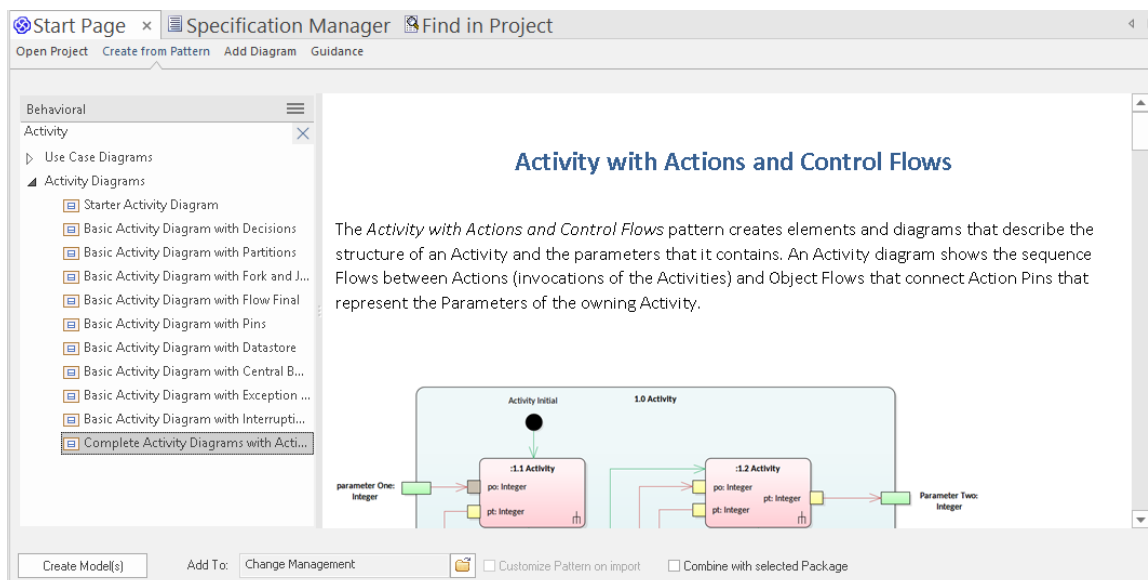 Start Page × Specification Manager Find in Project
Open Project Create from Pattern Add Diagram Guidance
Behavioral
Activity
Use Case Diagrams
Activity Diagrams
Starter Activity Diagram
Basic Activity Diagram with Decisions
Basic Activity Diagram with Partitions
Basic Activity Diagram with Fork and J...
Basic Activity Diagram with Flow Final
Basic Activity Diagram with Pins
Basic Activity Diagram with Datastore
Basic Activity Diagram with Central B...
Basic Activity Diagram with Exception ...
Basic Activity Diagram with Interrupti...
Complete Activity Diagrams with Acti...
Activity with Actions and Control Flows
The Activity with Actions and Control Flows pattern creates elements and diagrams that describe the
structure of an Activity and the parameters that it contains. An Activity diagram shows the sequence
Flows between Actions (invocations of the Activities) and Object Flows that connect Action Pins that
represent the Parameters of the owning Activity.
Activity Initial
1.0 Activity
:1.1 Activity
:1.2 Activity
parameter One:
Integer
po: Integer
pt: Integer
po: Integer
pt: Integer
pt: Integer
Parameter Two:
Integer
Create Model(s) Add To: Change Management Customize Pattern on import Combine with selected Package